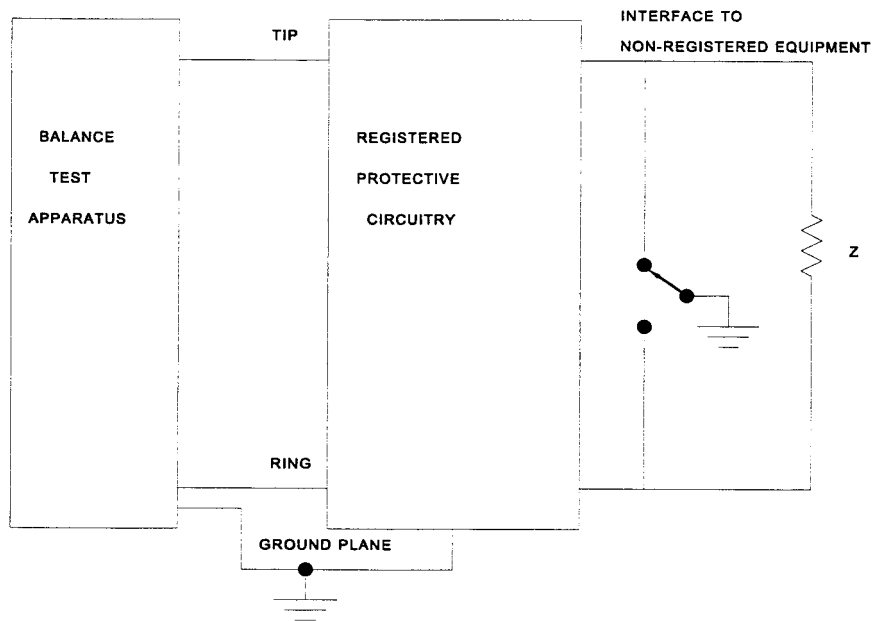 INTERFACE TO
NON-REGISTERED EQUIPMENT
TIP
BALANCE
TEST
APPARATUS
REGISTERED
PROTECTIVE
CIRCUITRY
Z
RING
GROUND PLANE